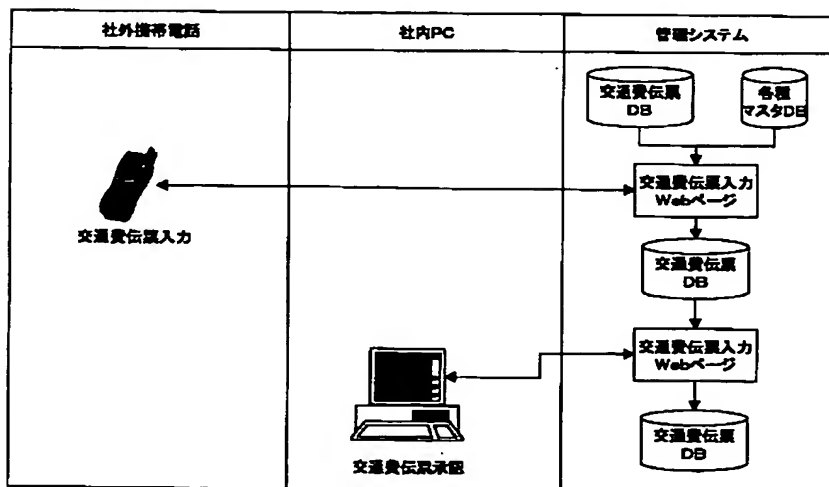 社外携帯電話
社内PC
管理システム
交通費伝票
DB
各種
マスタDB
交通費伝票入力
Webページ
交通費伝票入力
交通費伝票
DB
交通費伝票入力
Webページ
交通費伝票承認
交通費伝票
DB